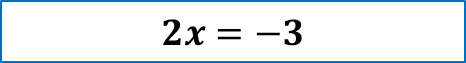 2x = −3